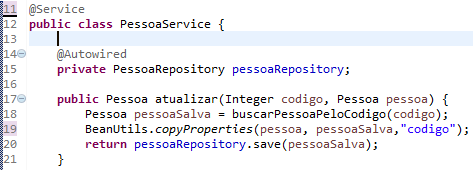 11 @Service
12 public class PessoaService {
13
14 @Autowired
15 private PessoaRepository pessoaRepository;
16
17 public Pessoa atualizar(Integer codigo, Pessoa pessoa) {
18 Pessoa pessoaSalva = buscarPessoaPeloCodigo(codigo);
19 BeanUtils.copyProperties(pessoa, pessoaSalva,"codigo");
20 return pessoaRepository.save(pessoaSalva);
21 }